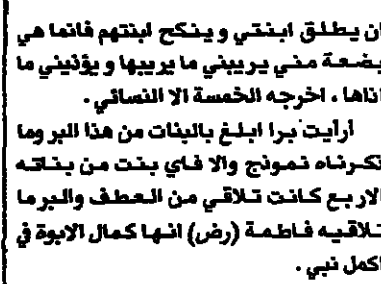 ان يطلق ابنتي و ينكح ابنتهم فانما هي
بضعة مني يريبني ما يريبها و يؤذيني ما
اذاها ، اخرجه الخمسة الا النسائي .
أرأيت برا ابلغ بالبنات من هذا البر وما
ذكرناه نموذج والا فاي بنت من بناته
الاربع كانت تلاقي من العطف والبر ما
تلاقيه فاطمة (رض) انها كمال الابوة في
اكمل نبي .